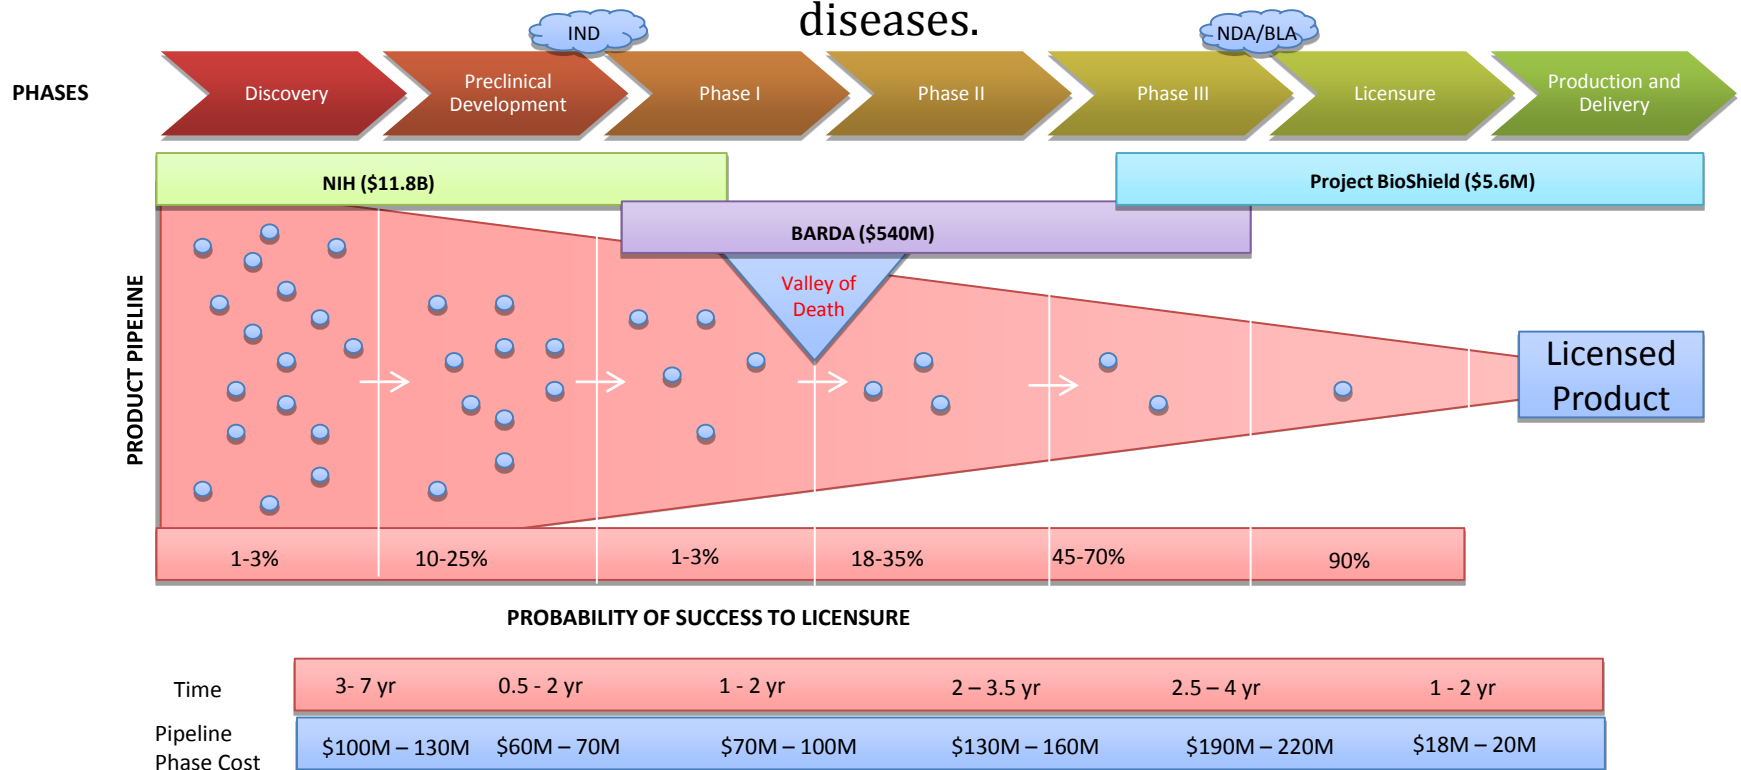 diseases.
IND
NDA/BLA
PHASES
Discovery
Preclinical
Development
Phase I
Phase II
Phase III
Licensure
Production and
Delivery
NIH ($11.8B)
Project BioShield ($5.6M)
BARDA ($540M)
Valley of
Death
PRODUCT PIPELINE
Licensed
Product
1-3%
10-25%
1-3%
18-35%
45-70%
90%
PROBABILITY OF SUCCESS TO LICENSURE
Time
3- 7 yr
0.5 - 2 yr
1 - 2 yr
2 – 3.5 yr
2.5 – 4 yr
1 - 2 yr
Pipeline
Phase Cost
$100M – 130M
$60M – 70M
$70M – 100M
$130M – 160M
$190M – 220M
$18M – 20M